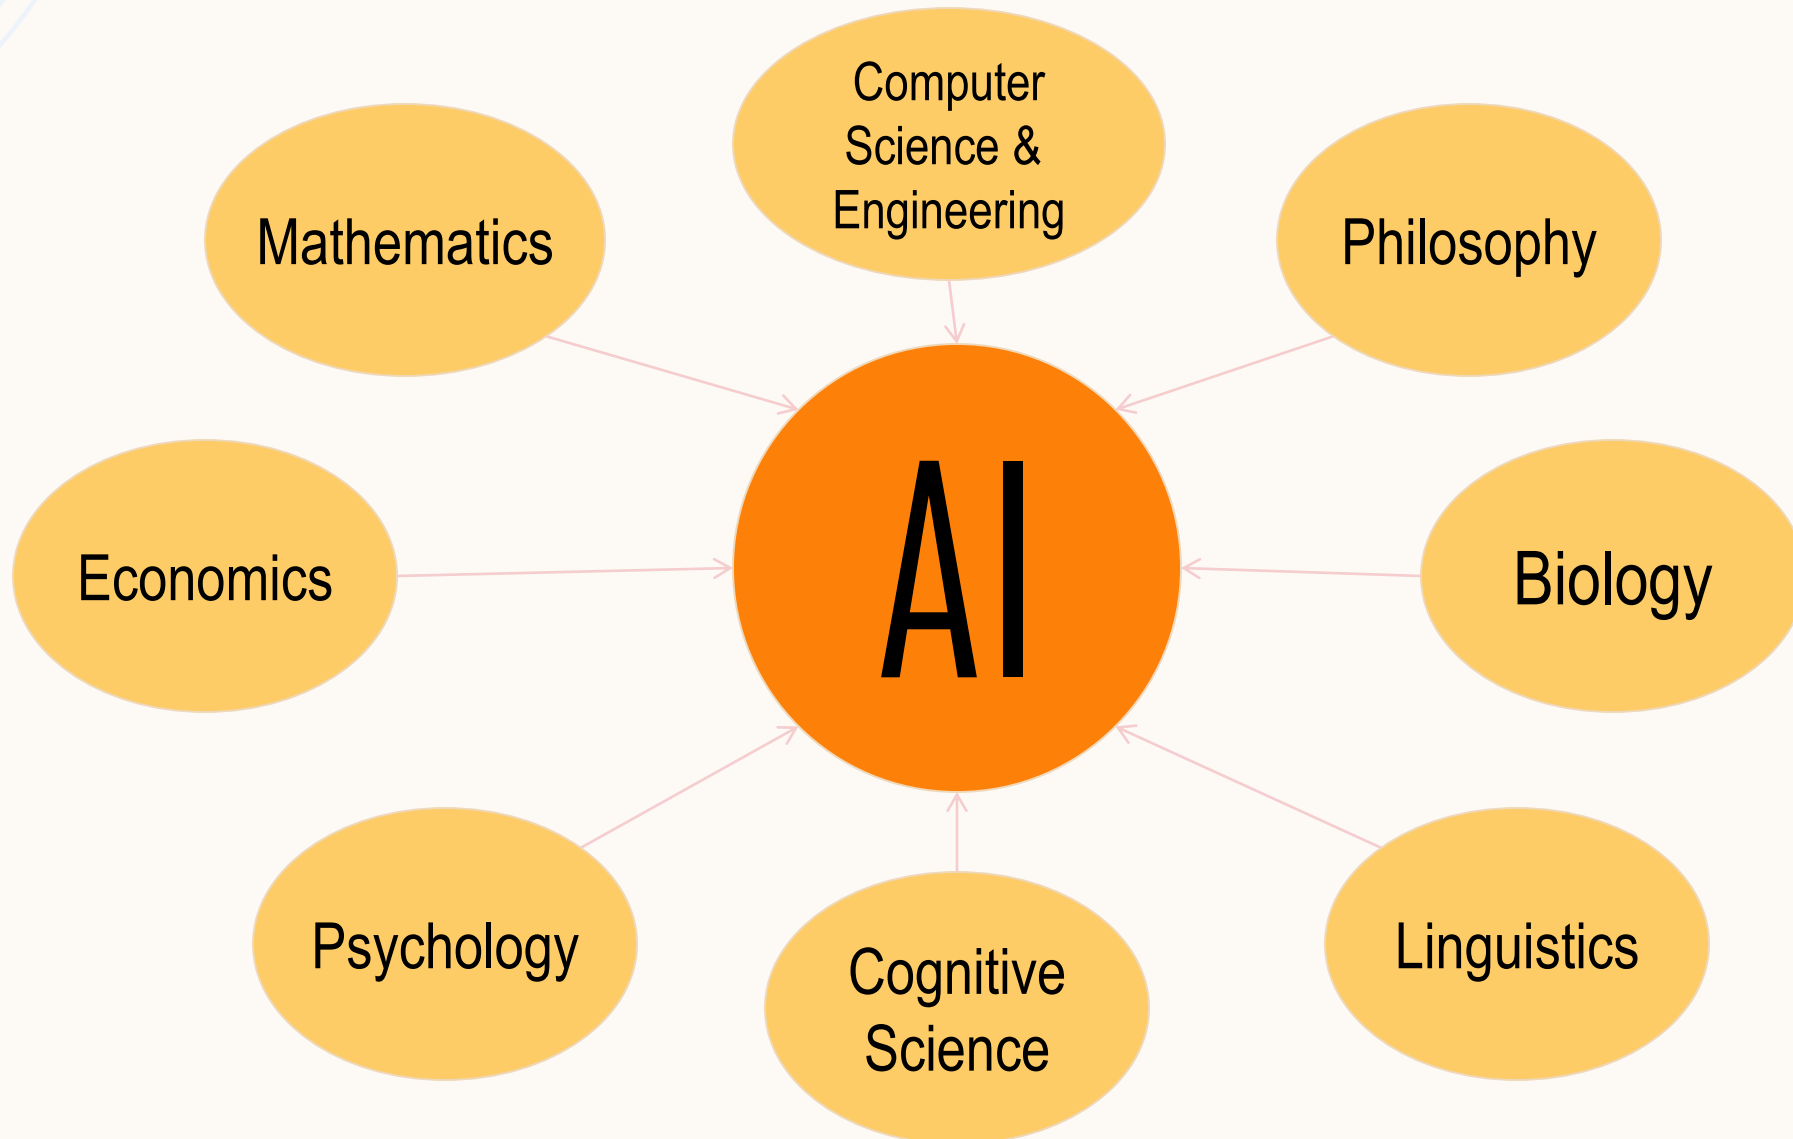 Computer
Science &
Engineering
Mathematics
Philosophy
AI
Economics
Biology
Psychology
Linguistics
Cognitive
Science